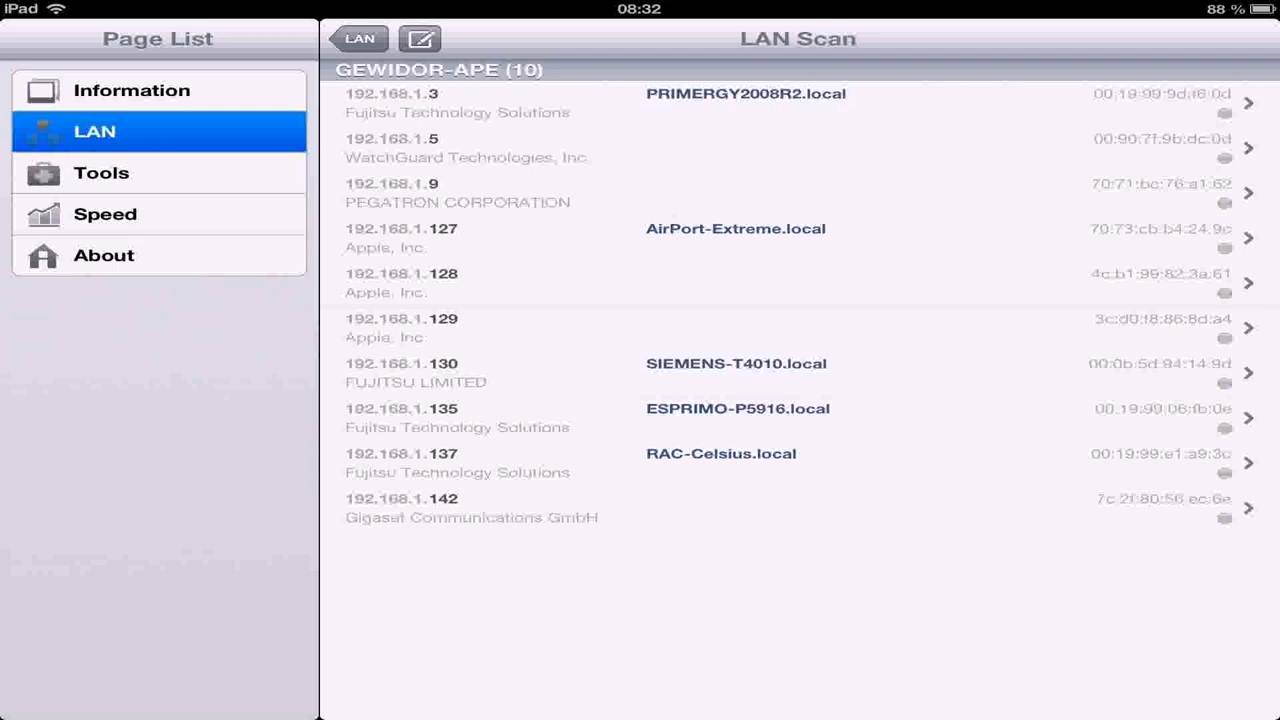 iPad 08:32 88 %
Page List LAN LAN Scan
Information
LAN
Tools
Speed
About
GEWIDOR-APE (10)
192.168.1.3 PRIMERGY2008R2.local 00:19:99:9d:f6:0d
Fujitsu Technology Solutions
192.168.1.5 00:90:7f:9b:dc:0d
WatchGuard Technologies, Inc.
192.168.1.9 70:71:bc:76:a1:62
PEGATRON CORPORATION
192.168.1.127 AirPort-Extreme.local 70:73:cb:b4:24:9c
Apple, Inc.
192.168.1.128 4c:b1:99:82:3a:61
Apple, Inc.
192.168.1.129 3c:d0:f8:86:8d:a4
Apple, Inc.
192.168.1.130 SIEMENS-T4010.local 00:0b:5d:94:14:9d
FUJITSU LIMITED
192.168.1.135 ESPRIMO-P5916.local 00:19:99:06:fb:0e
Fujitsu Technology Solutions
192.168.1.137 RAC-Celsius.local 00:19:99:e1:a9:3c
Fujitsu Technology Solutions
192.168.1.142 7c:2f:80:56:ec:6e
Gigaset Communications GmbH